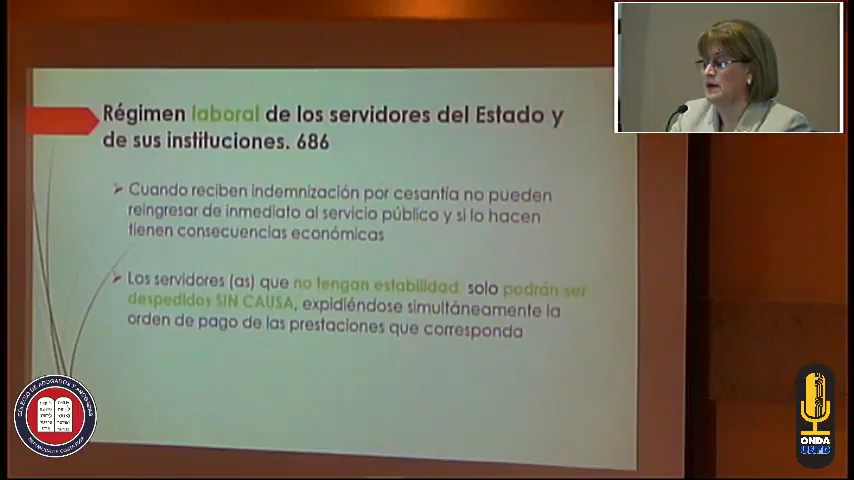 Régimen laboral de los servidores del Estado y
de sus instituciones. 686
Cuando reciben indemnización por cesantía no pueden
reingresar de inmediato al servicio público y si lo hacen
tienen consecuencias económicas
Los servidores (as) que no tengan estabilidad solo podrán ser
despedidos SIN CAUSA, expidiéndose simultáneamente la
orden de pago de las prestaciones que corresponda
ONDA
UNED